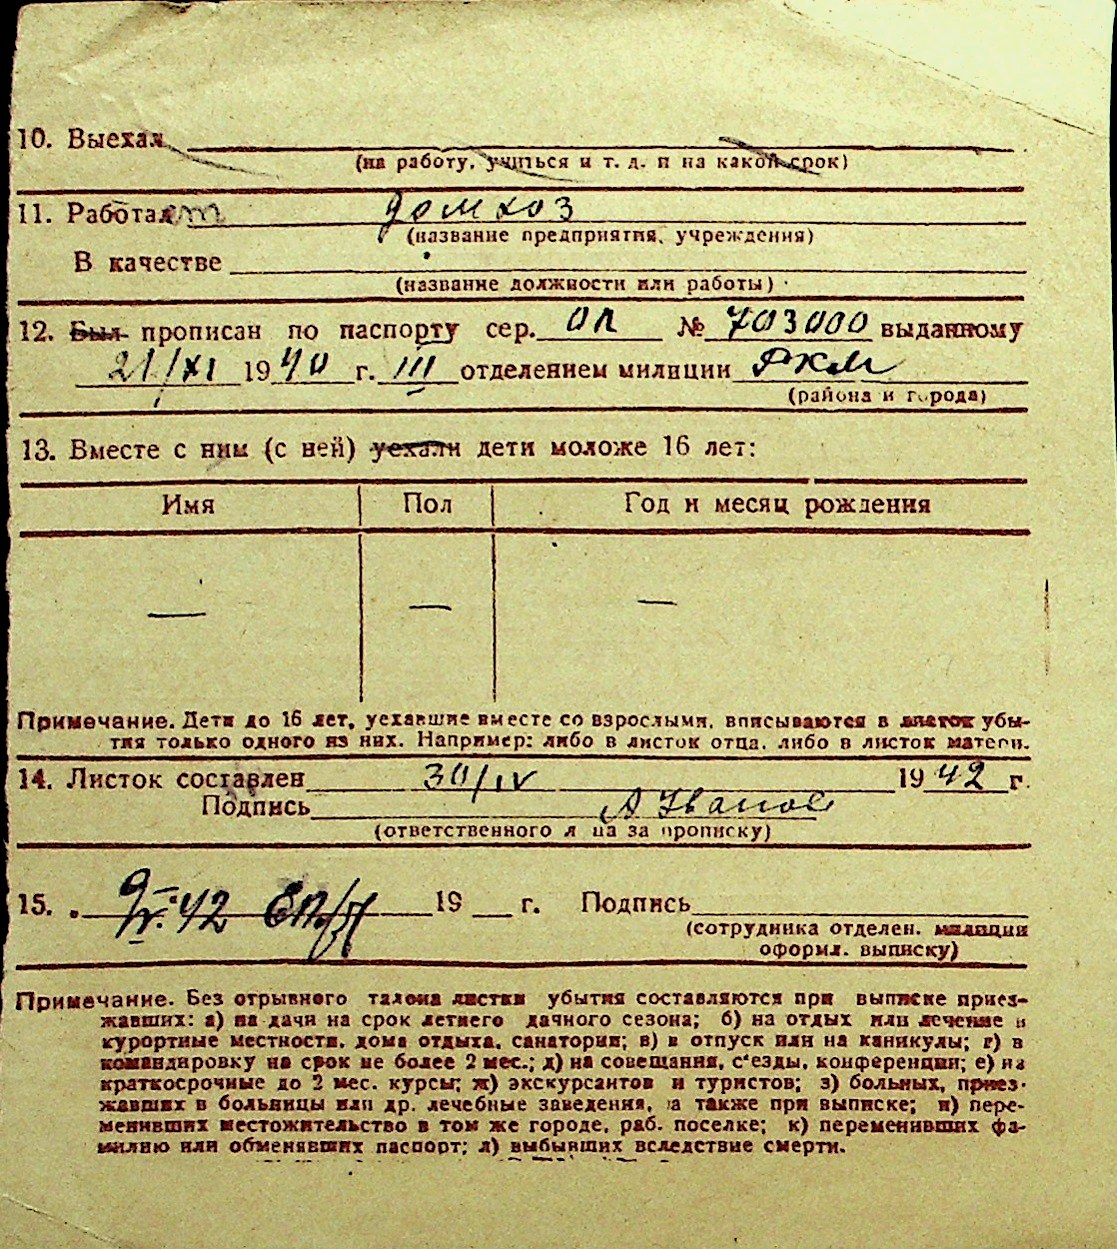 10. Выехал
(на работу, учиться и т. д. и на какой срок)
11. Работает домхоз
(название предприятия, учреждения)
В качестве
(название должности или работы)
12. Был прописан по паспорту сер. ОЛ № 703000 выданному
21/XI 1940 г. III отделением милиции РКМ
(района и города)
13. Вместе с ним (с ней) уехали дети моложе 16 лет:
Имя Пол Год и месяц рождения
— — —
Примечание. Дети до 16 лет, уехавшие вместе со взрослыми, вписываются в листок убы-
тия только одного из них. Например: либо в листок отца, либо в листок матери.
14. Листок составлен 30/IV 1942 г.
Подпись А Иванов
(ответственного л ца за прописку)
15. 9/V-42 19 г. Подпись
(сотрудника отделен. милиции
оформл. выписку)
Примечание. Без отрывного талона листки убытия составляются при выписке приез-
жавших: а) на дачи на срок летнего дачного сезона; б) на отдых или лечение в
курортные местности, дома отдыха, санатории; в) в отпуск или на каникулы; г) в
командировку на срок не более 2 мес.; д) на совещания, с'езды, конференции; е) на
краткосрочные до 2 мес. курсы; ж) экскурсантов и туристов; з) больных, приез-
жавших в больницы или др. лечебные заведения, а также при выписке; и) пере-
менивших местожительство в том же городе, раб. поселке; к) переменивших фа-
милию или обменявших паспорт; л) выбывших вследствие смерти.